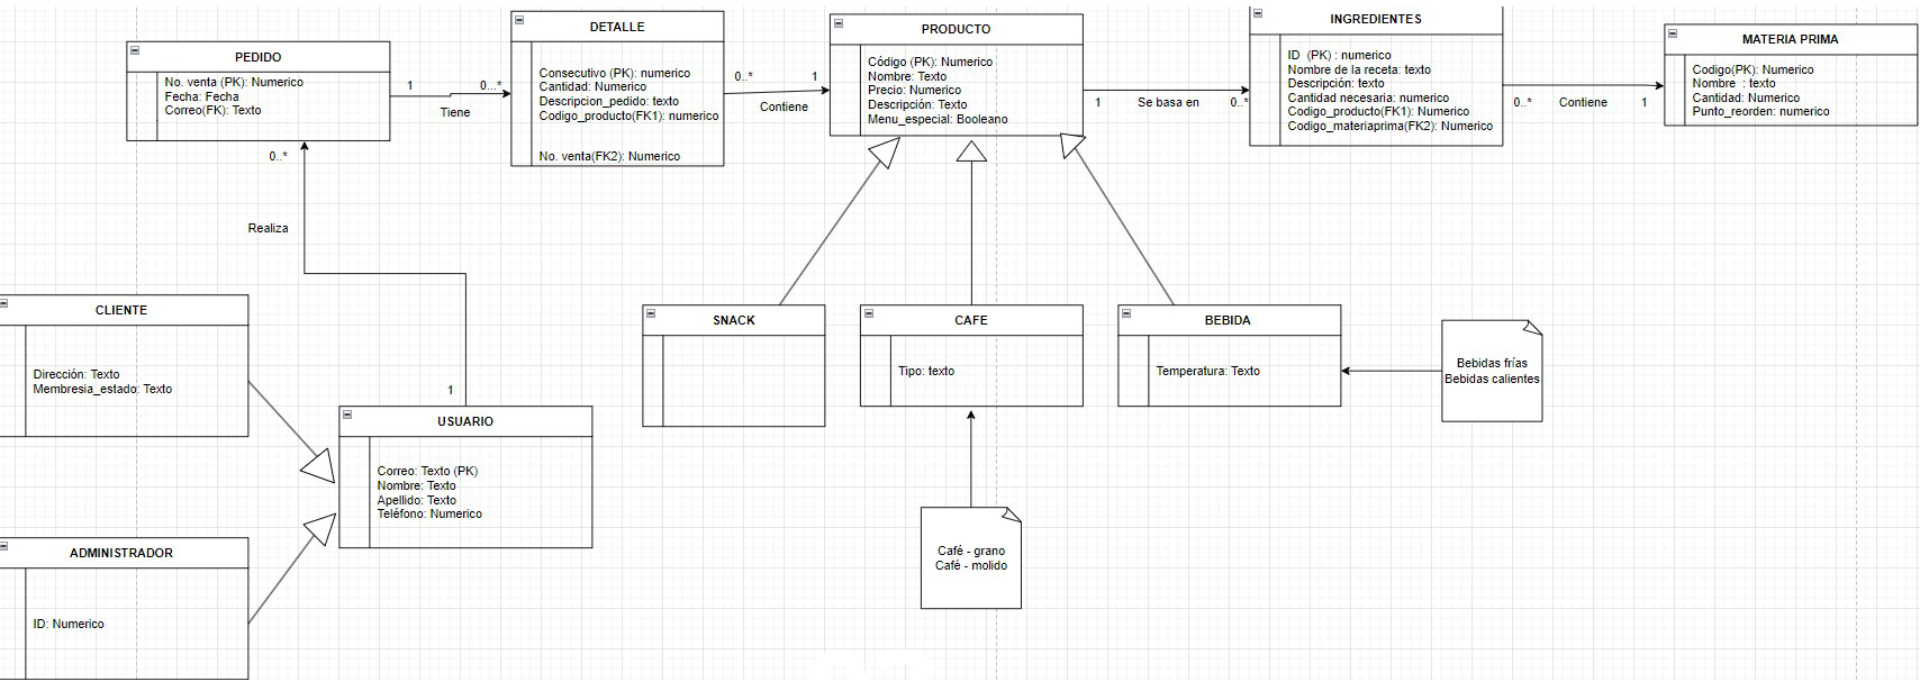 PEDIDO
No. venta (PK): Numerico
Fecha: Fecha
Correo(FK): Texto
1
0..*
Tiene
DETALLE
Consecutivo (PK): numerico
Cantidad: Numerico
Descripcion_pedido: texto
Codigo_producto(FK1): numerico
No. venta(FK2): Numerico
0..*
1
Contiene
PRODUCTO
Código (PK): Numerico
Nombre: Texto
Precio: Numerico
Descripción: Texto
Menu_especial: Booleano
1
Se basa en
0..*
INGREDIENTES
ID (PK) : numerico
Nombre de la receta: texto
Descripción: texto
Cantidad necesaria: numerico
Codigo_producto(FK1): Numerico
Codigo_materiaprima(FK2): Numerico
0..*
Contiene
1
MATERIA PRIMA
Codigo(PK): Numerico
Nombre : texto
Cantidad: Numerico
Punto_reorden: numerico
0..*
Realiza
1
CLIENTE
Dirección: Texto
Membresia_estado: Texto
USUARIO
Correo: Texto (PK)
Nombre: Texto
Apellido: Texto
Teléfono: Numerico
ADMINISTRADOR
ID: Numerico
SNACK
CAFE
Tipo: texto
BEBIDA
Temperatura: Texto
Bebidas frías
Bebidas calientes
Café - grano
Café - molido